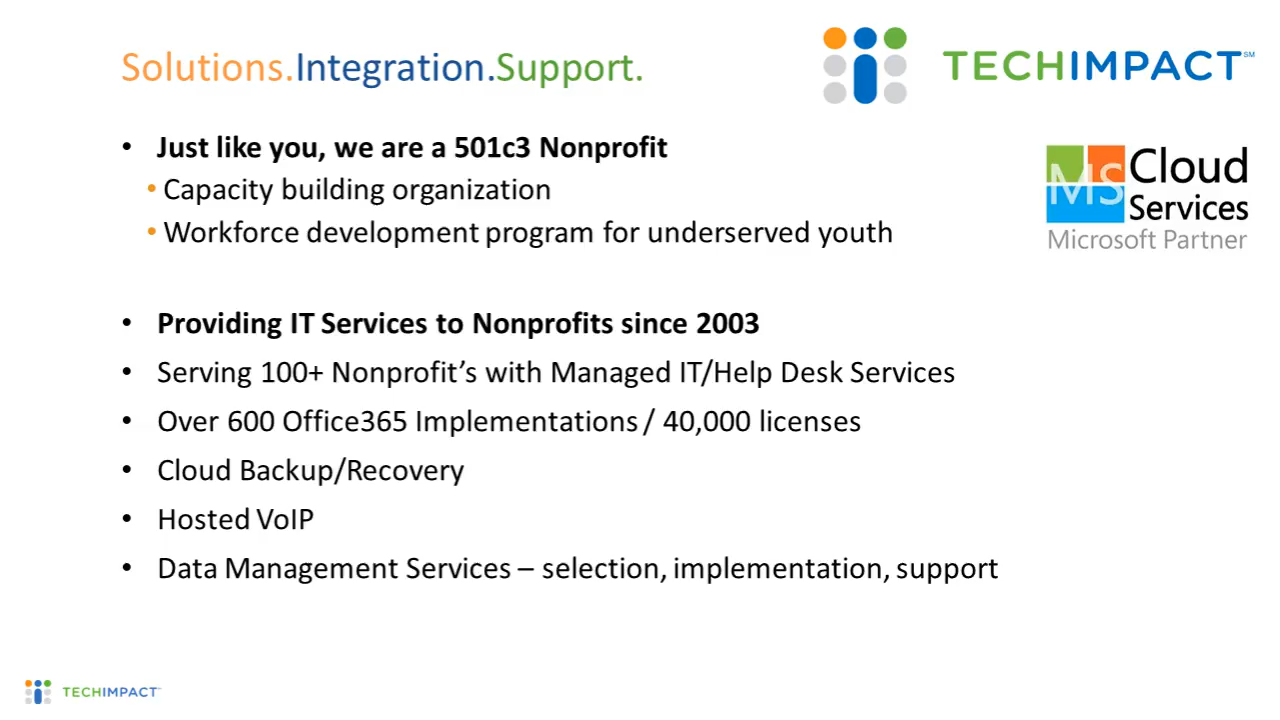 Solutions.Integration.Support.
TECHIMPACT SM
• Just like you, we are a 501c3 Nonprofit
• Capacity building organization
• Workforce development program for underserved youth
MS Cloud
Services
Microsoft Partner
• Providing IT Services to Nonprofits since 2003
• Serving 100+ Nonprofit’s with Managed IT/Help Desk Services
• Over 600 Office365 Implementations / 40,000 licenses
• Cloud Backup/Recovery
• Hosted VoIP
• Data Management Services – selection, implementation, support
TECHIMPACT